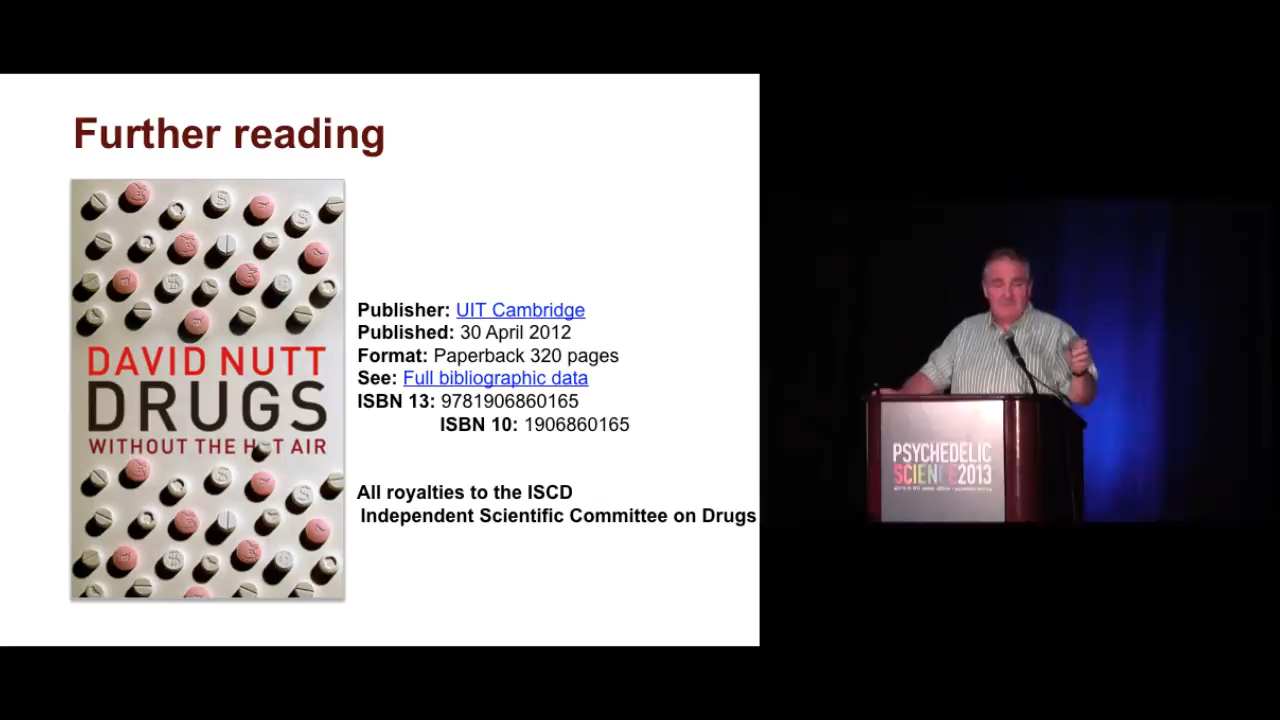 Further reading
DAVID NUTT
DRUGS
WITHOUT THE HOT AIR
Publisher: UIT Cambridge
Published: 30 April 2012
Format: Paperback 320 pages
See: Full bibliographic data
ISBN 13: 9781906860165
ISBN 10: 1906860165
All royalties to the ISCD
Independent Scientific Committee on Drugs
PSYCHEDELIC
SCIENCE2013